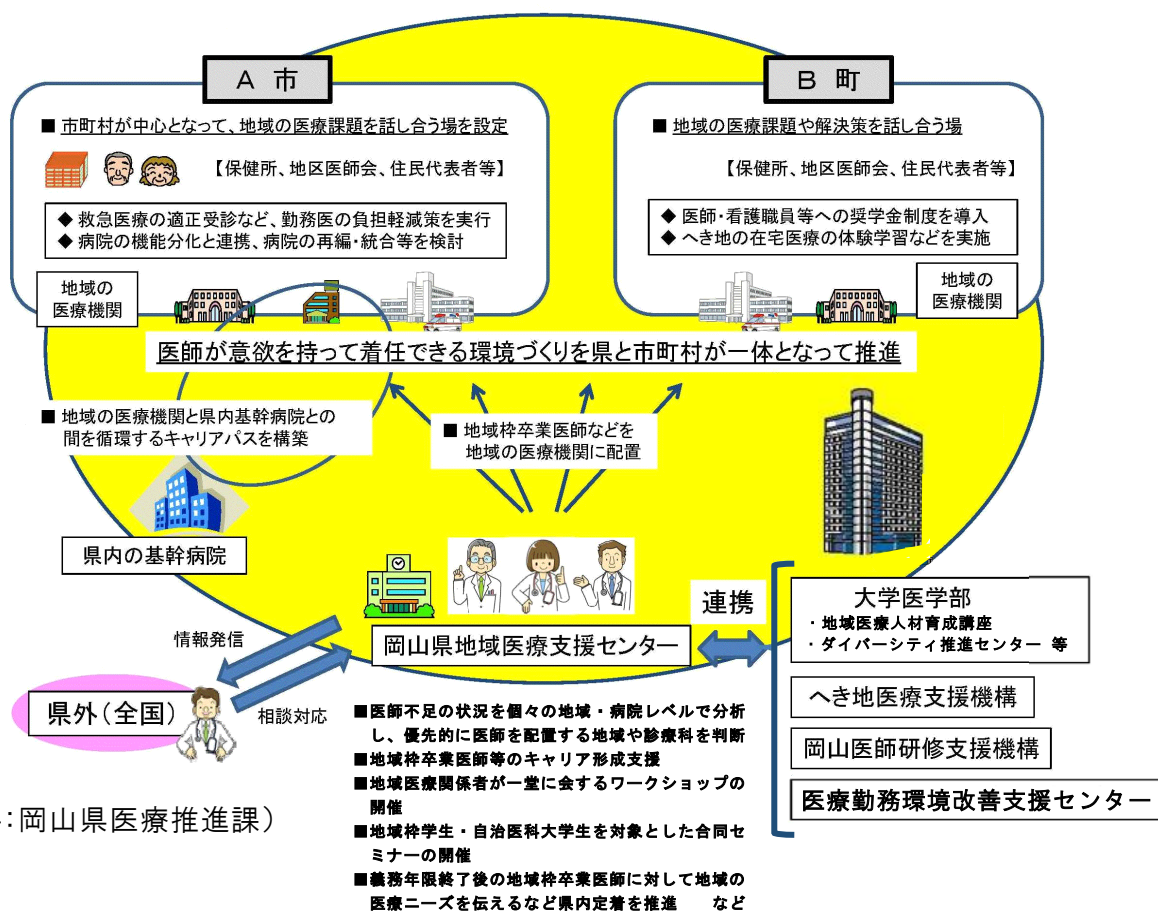 A 市
■ 市町村が中心となって、地域の医療課題を話し合う場を設定
【保健所、地区医師会、住民代表者等】
◆ 救急医療の適正受診など、勤務医の負担軽減策を実行
◆ 病院の機能分化と連携、病院の再編・統合等を検討
地域の
医療機関
B 町
■ 地域の医療課題や解決策を話し合う場
【保健所、地区医師会、住民代表者等】
◆ 医師・看護職員等への奨学金制度を導入
◆ へき地の在宅医療の体験学習などを実施
地域の
医療機関
医師が意欲を持って着任できる環境づくりを県と市町村が一体となって推進
■ 地域の医療機関と県内基幹病院との
間を循環するキャリアパスを構築
■ 地域枠卒業医師などを
地域の医療機関に配置
県内の基幹病院
岡山県地域医療支援センター
連携
大学医学部
・地域医療人材育成講座
・ダイバーシティ推進センター 等
へき地医療支援機構
岡山医師研修支援機構
医療勤務環境改善支援センター
情報発信
県外(全国)
相談対応
■医師不足の状況を個々の地域・病院レベルで分析
し、優先的に医師を配置する地域や診療科を判断
■地域枠卒業医師等のキャリア形成支援
■地域医療関係者が一堂に会するワークショップの
開催
■地域枠学生・自治医科大学生を対象とした合同セ
ミナーの開催
■義務年限終了後の地域枠卒業医師に対して地域の
医療ニーズを伝えるなど県内定着を推進 など
:岡山県医療推進課)